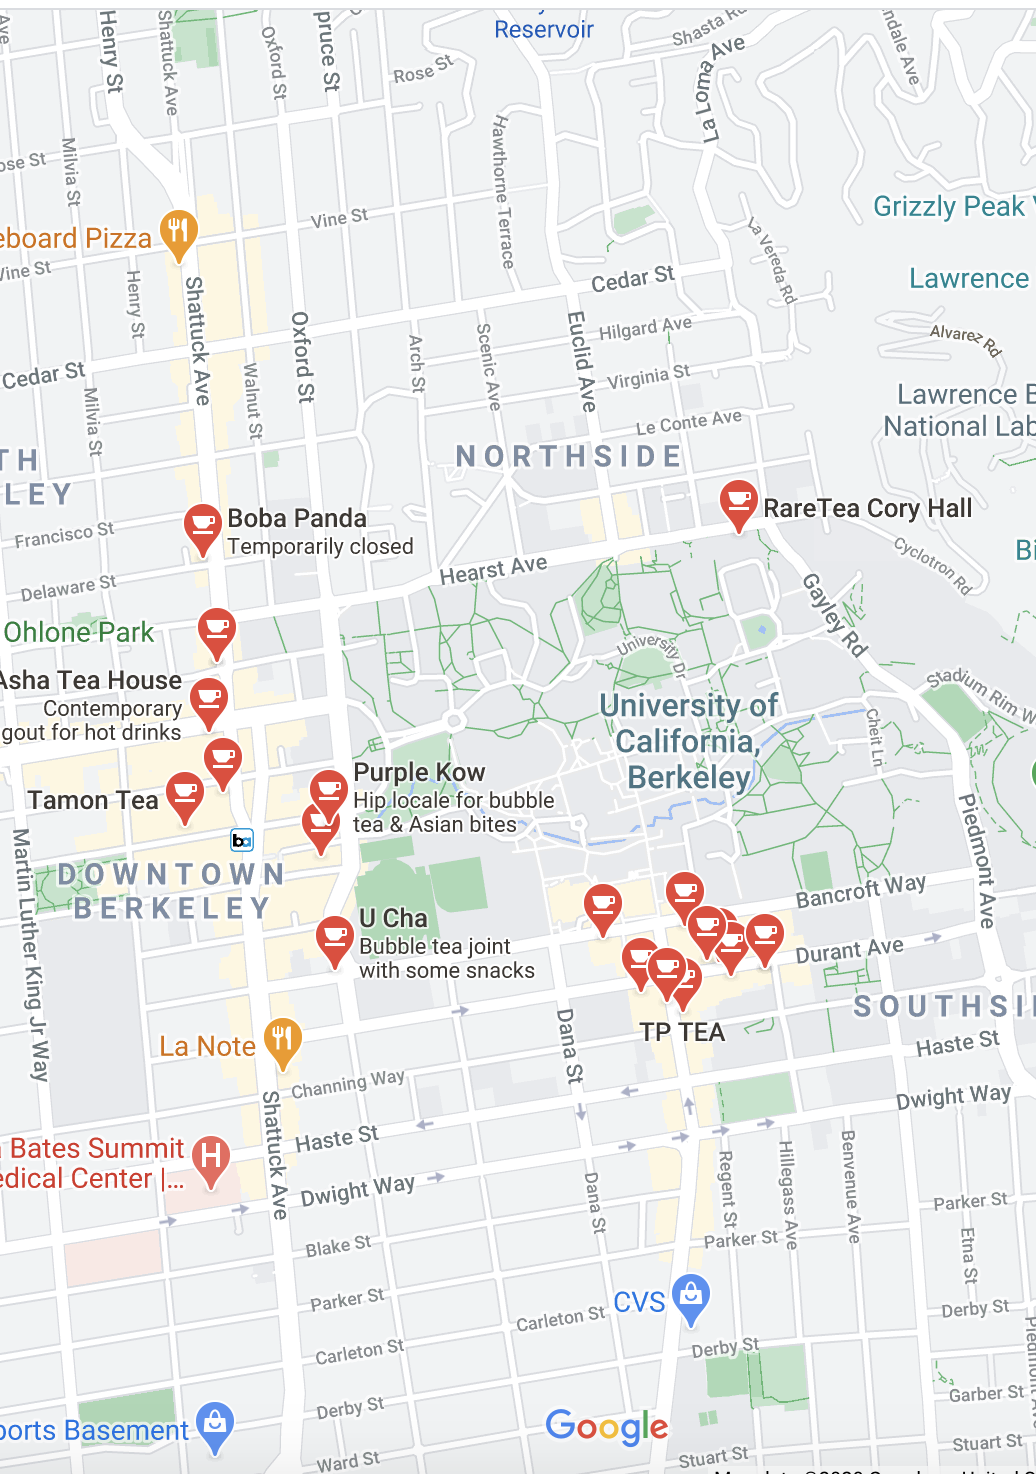 Reservoir
Shasta Rd
Henry St
Shattuck Ave
Oxford St
pruce St
Rose St
La Loma Ave
ndale Ave
ose St
Milvia St
Hawthorne Terrace
Grizzly Peak
eboard Pizza
Vine St
Vine St
La Vereda Rd
Henry St
Shattuck Ave
Cedar St
Lawrence
Oxford St
Euclid Ave
Hilgard Ave
Alvarez Rd
Cedar St
Milvia St
Walnut St
Arch St
Scenic Ave
Virginia St
Lawrence B
National Lab
Le Conte Ave
TH
LEY
NORTHSIDE
Boba Panda
Temporarily closed
RareTea Cory Hall
Francisco St
Bi
Delaware St
Hearst Ave
Cyclotron Rd
Gayley Rd
Ohlone Park
University Dr
Asha Tea House
Contemporary
gout for hot drinks
University of
California,
Berkeley
Stadium Rim W
Cheit Ln
Tamon Tea
Purple Kow
Hip locale for bubble
tea & Asian bites
ba
Martin Luther King Jr Way
Piedmont Ave
DOWNTOWN
BERKELEY
Bancroft Way
U Cha
Bubble tea joint
with some snacks
Durant Ave
SOUTHSI
TP TEA
La Note
Dana St
Haste St
Channing Way
Shattuck Ave
Haste St
Dwight Way
a Bates Summit
edical Center |...
H
Dwight Way
Dana St
Regent St
Hillegass Ave
Benvenue Ave
Parker St
Blake St
Parker St
Etna St
Parker St
CVS
Carleton St
Derby St
Carleton St
Derby St
Piedmont Ave
Derby St
Garber St
ports Basement
Google
Ward St
Stuart St
Stuart St